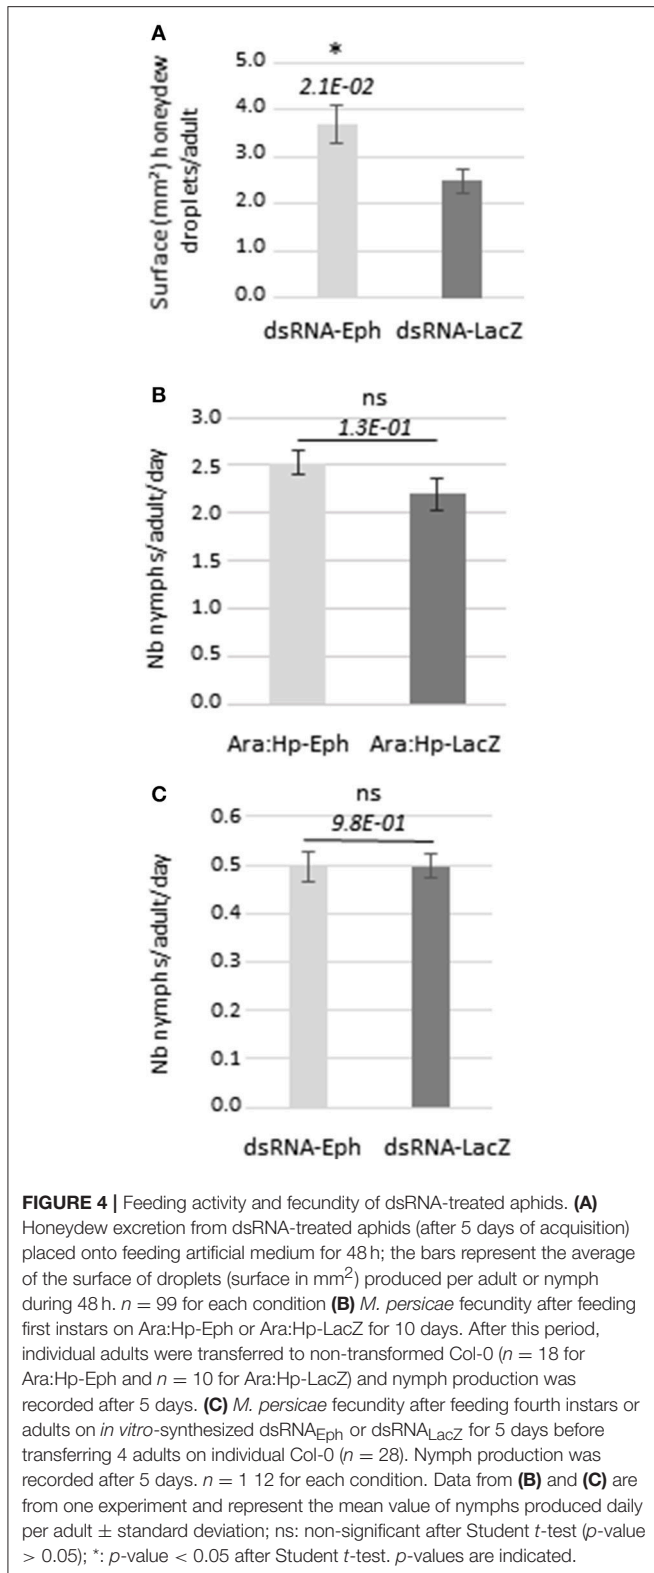 A
*
5.0
2.1E-02
4.0
3.0
2.0
1.0
0.0
Surface (mm²) honeydew
droplets/adult
dsRNA-Eph dsRNA-LacZ
B
ns
3.0
1.3E-01
2.5
2.0
1.5
1.0
0.5
0.0
Nb nymphs/adult/day
Ara:Hp-Eph Ara:Hp-LacZ
C
ns
0.6
9.8E-01
0.5
0.4
0.3
0.2
0.1
0.0
Nb nymphs/adult/day
dsRNA-Eph dsRNA-LacZ
FIGURE 4 | Feeding activity and fecundity of dsRNA-treated aphids. (A)
Honeydew excretion from dsRNA-treated aphids (after 5 days of acquisition)
placed onto feeding artificial medium for 48 h; the bars represent the average
of the surface of droplets (surface in mm²) produced per adult or nymph
during 48 h. n = 99 for each condition (B) M. persicae fecundity after feeding
first instars on Ara:Hp-Eph or Ara:Hp-LacZ for 10 days. After this period,
individual adults were transferred to non-transformed Col-0 (n = 18 for
Ara:Hp-Eph and n = 10 for Ara:Hp-LacZ) and nymph production was
recorded after 5 days. (C) M. persicae fecundity after feeding fourth instars or
adults on in vitro-synthesized dsRNAEph or dsRNALacZ for 5 days before
transferring 4 adults on individual Col-0 (n = 28). Nymph production was
recorded after 5 days. n = 1 12 for each condition. Data from (B) and (C) are
from one experiment and represent the mean value of nymphs produced daily
per adult ± standard deviation; ns: non-significant after Student t-test (p-value
> 0.05); *: p-value < 0.05 after Student t-test. p-values are indicated.